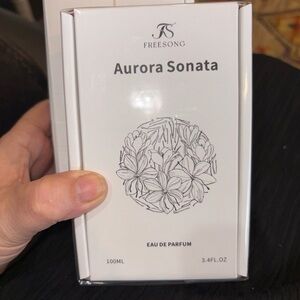 FS
FREESONG
Aurora Sonata
EAU DE PARFUM
100ML 3.4FL.OZ